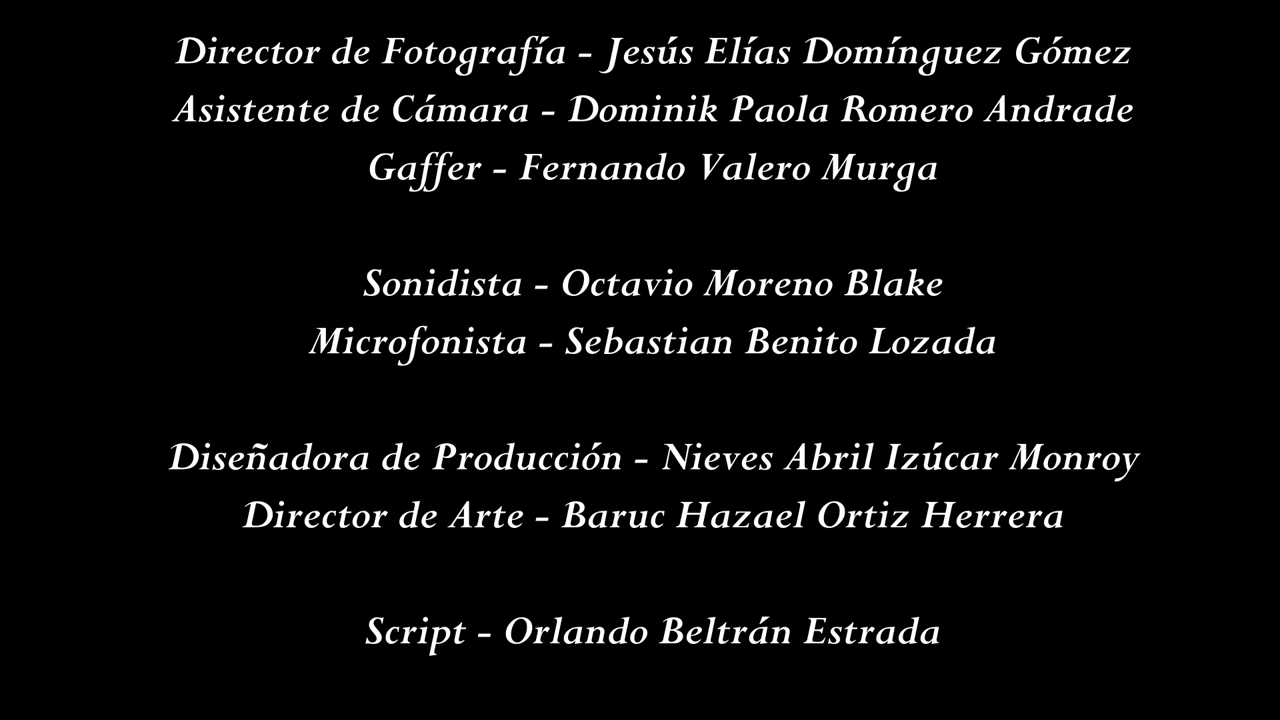 Director de Fotografía - Jesús Elías Domínguez Gómez
Asistente de Cámara - Dominik Paola Romero Andrade
Gaffer - Fernando Valero Murga
Sonidista - Octavio Moreno Blake
Microfonista - Sebastian Benito Lozada
Diseñadora de Producción - Nieves Abril Izúcar Monroy
Director de Arte - Baruc Hazael Ortiz Herrera
Script - Orlando Beltrán Estrada